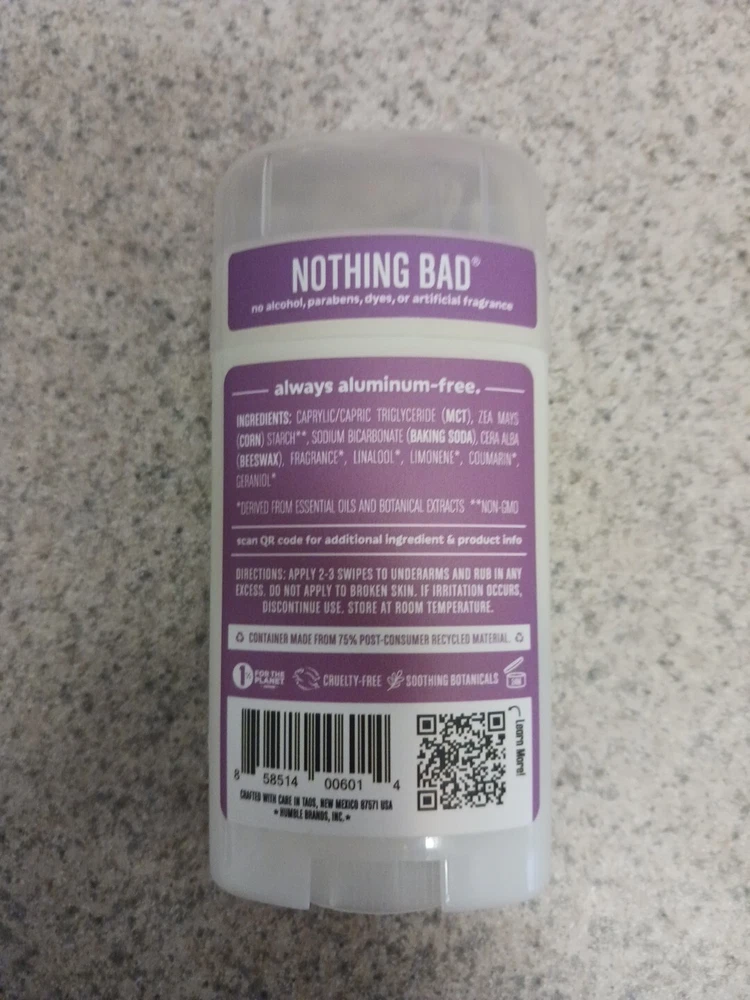 NOTHING BAD®
no alcohol, parabens, dyes, or artificial fragrance
always aluminum-free.
INGREDIENTS: CAPRYLIC/CAPRIC TRIGLYCERIDE (MCT), ZEA MAYS
(CORN) STARCH**, SODIUM BICARBONATE (BAKING SODA), CERA ALBA
(BEESWAX), FRAGRANCE*, LINALOOL*, LIMONENE*, COUMARIN*,
GERANIOL*
*DERIVED FROM ESSENTIAL OILS AND BOTANICAL EXTRACTS **NON-GMO
scan QR code for additional ingredient & product info
DIRECTIONS: APPLY 2-3 SWIPES TO UNDERARMS AND RUB IN ANY
EXCESS. DO NOT APPLY TO BROKEN SKIN. IF IRRITATION OCCURS,
DISCONTINUE USE. STORE AT ROOM TEMPERATURE.
CONTAINER MADE FROM 75% POST-CONSUMER RECYCLED MATERIAL.
1% FOR THE PLANET
CRUELTY-FREE
SOOTHING BOTANICALS
Learn More!
8 58514 00601 4
CRAFTED WITH CARE IN TAOS, NEW MEXICO 87571 USA
• HUMBLE BRANDS, INC. •